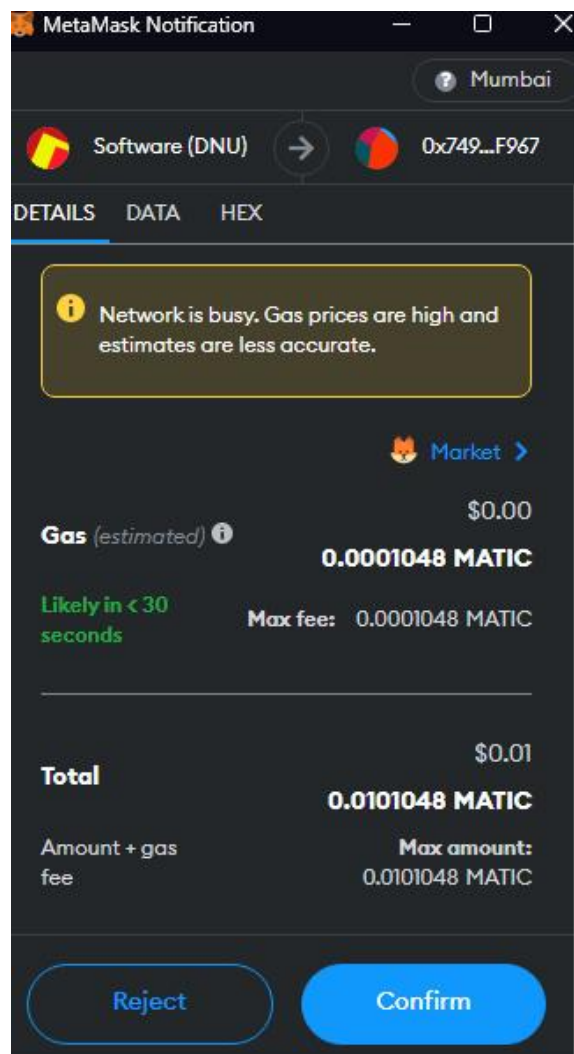 MetaMask Notification
Mumbai
Software (DNU)
0x749...F967
DETAILS DATA HEX
Network is busy. Gas prices are high and
estimates are less accurate.
Market >
$0.00
Gas (estimated)
0.0001048 MATIC
Likely in < 30
seconds
Max fee: 0.0001048 MATIC
$0.01
Total
0.0101048 MATIC
Amount + gas
fee
Max amount:
0.0101048 MATIC
Reject
Confirm